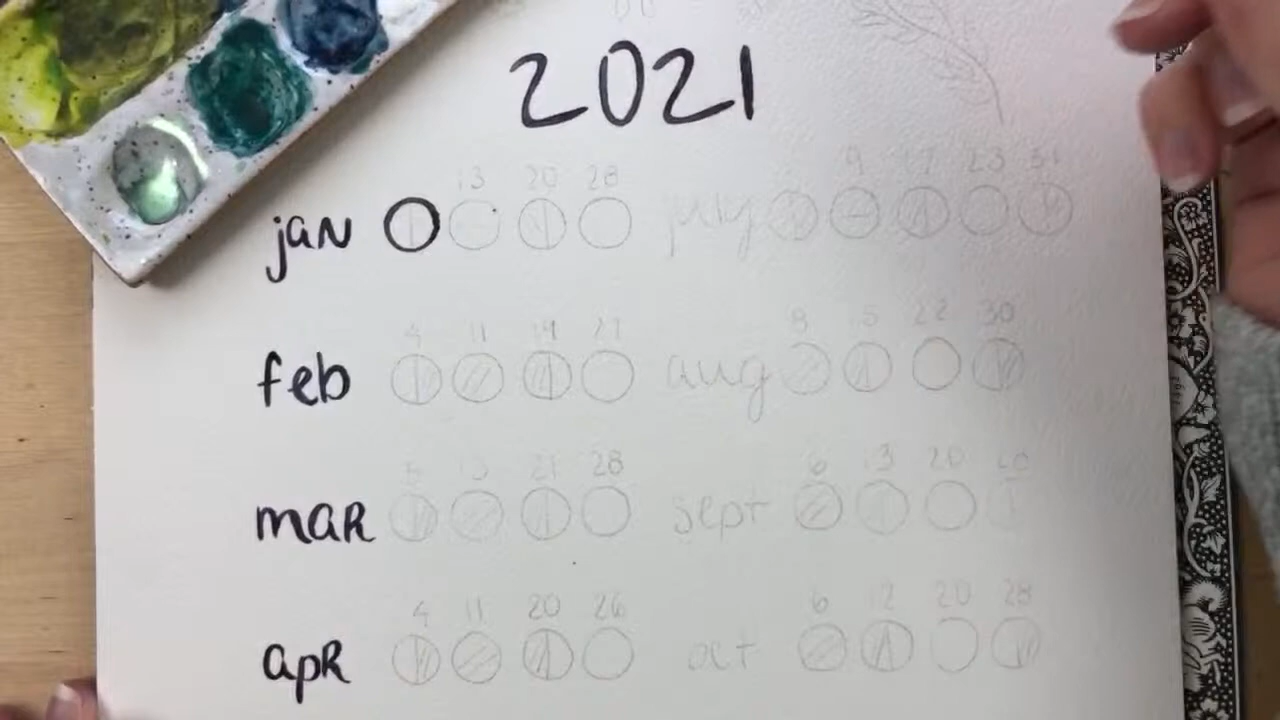 2021
13 20 28 9 17 23 31
jan july
4 11 19 27 8 15 22 30
feb aug
5 13 21 28 6 13 20
mar sept
4 11 20 26 6 12 20 28
apr oct